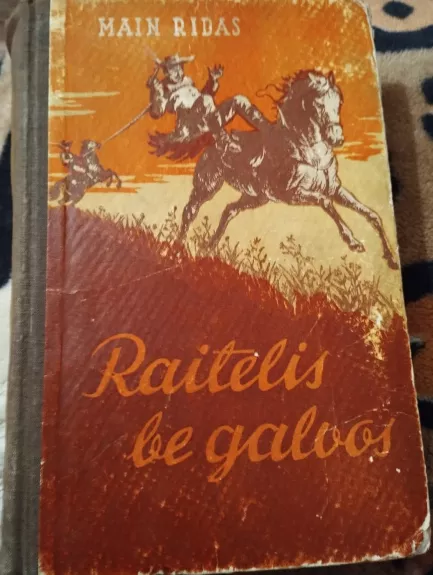 MAIN RIDAS
Raitelis
be galvos